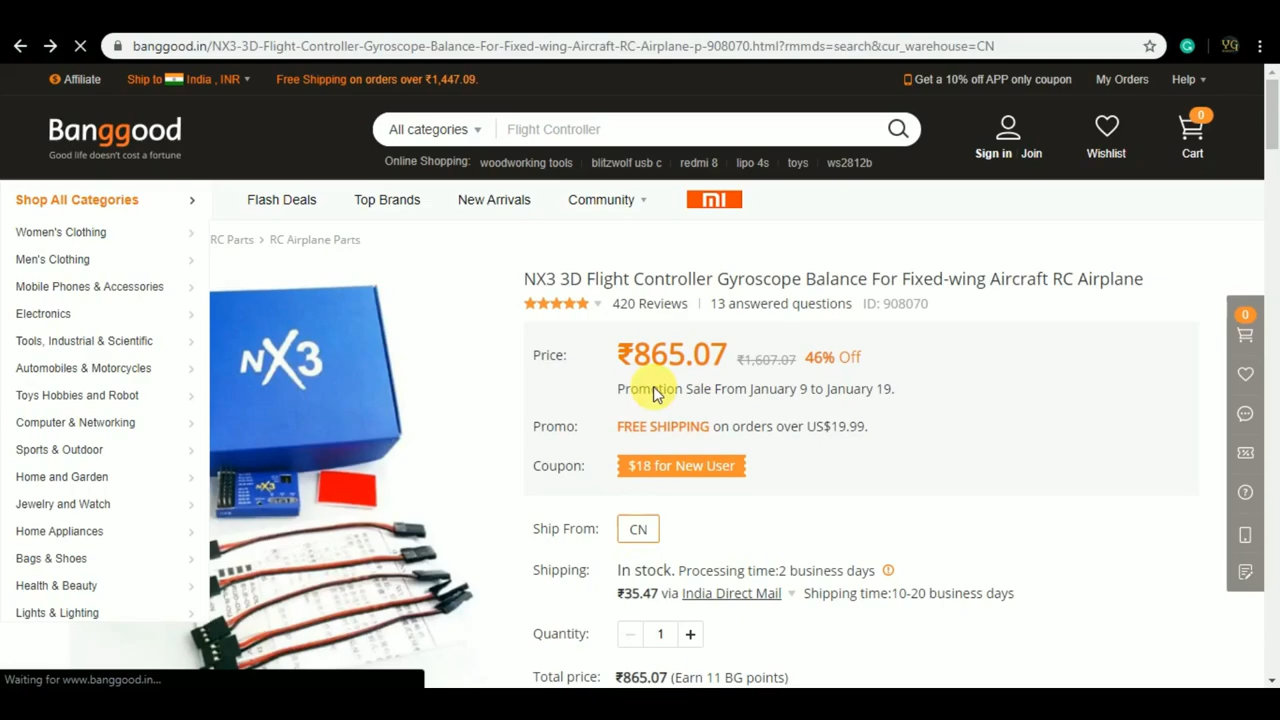 banggood.in/NX3-3D-Flight-Controller-Gyroscope-Balance-For-Fixed-wing-Aircraft-RC-Airplane-p-908070.html?rmmds=search&cur_warehouse=CN
YG
Affiliate Ship to India , INR Free Shipping on orders over ₹1,447.09. Get a 10% off APP only coupon My Orders Help
Banggood
Good life doesn't cost a fortune
All categories Flight Controller
Online Shopping: woodworking tools blitzwolf usb c redmi 8 lipo 4s toys ws2812b
Sign in Join Wishlist 0 Cart
Shop All Categories Flash Deals Top Brands New Arrivals Community MI
Women's Clothing
Men's Clothing
Mobile Phones & Accessories
Electronics
Tools, Industrial & Scientific
Automobiles & Motorcycles
Toys Hobbies and Robot
Computer & Networking
Sports & Outdoor
Home and Garden
Jewelry and Watch
Home Appliances
Bags & Shoes
Health & Beauty
Lights & Lighting
RC Parts > RC Airplane Parts
NX3
NX3
NX3 3D Flight Controller Gyroscope Balance For Fixed-wing Aircraft RC Airplane
420 Reviews 13 answered questions ID: 908070
Price: ₹865.07 ₹1,607.07 46% Off
Promotion Sale From January 9 to January 19.
Promo: FREE SHIPPING on orders over US$19.99.
Coupon: $18 for New User
Ship From: CN
Shipping: In stock. Processing time:2 business days
₹35.47 via India Direct Mail Shipping time:10-20 business days
Quantity: - 1 +
Total price: ₹865.07 (Earn 11 BG points)
0
Waiting for www.banggood.in...